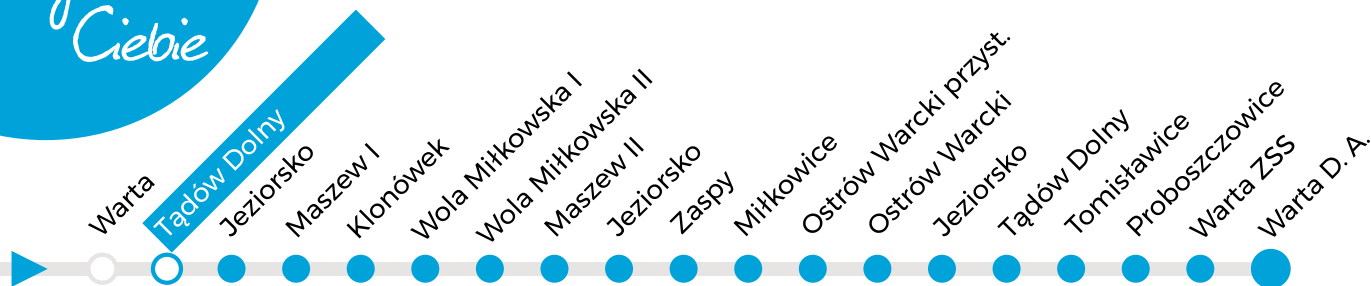 Ciebie
Warta
Tądów Dolny
Jeziorsko
Maszew I
Klonówek
Wola Miłkowska I
Wola Miłkowska II
Maszew II
Jeziorsko
Zaspy
Miłkowice
Ostrów Warcki przyst.
Ostrów Warcki
Jeziorsko
Tądów Dolny
Tomisławice
Proboszczowice
Warta ZSS
Warta D. A.